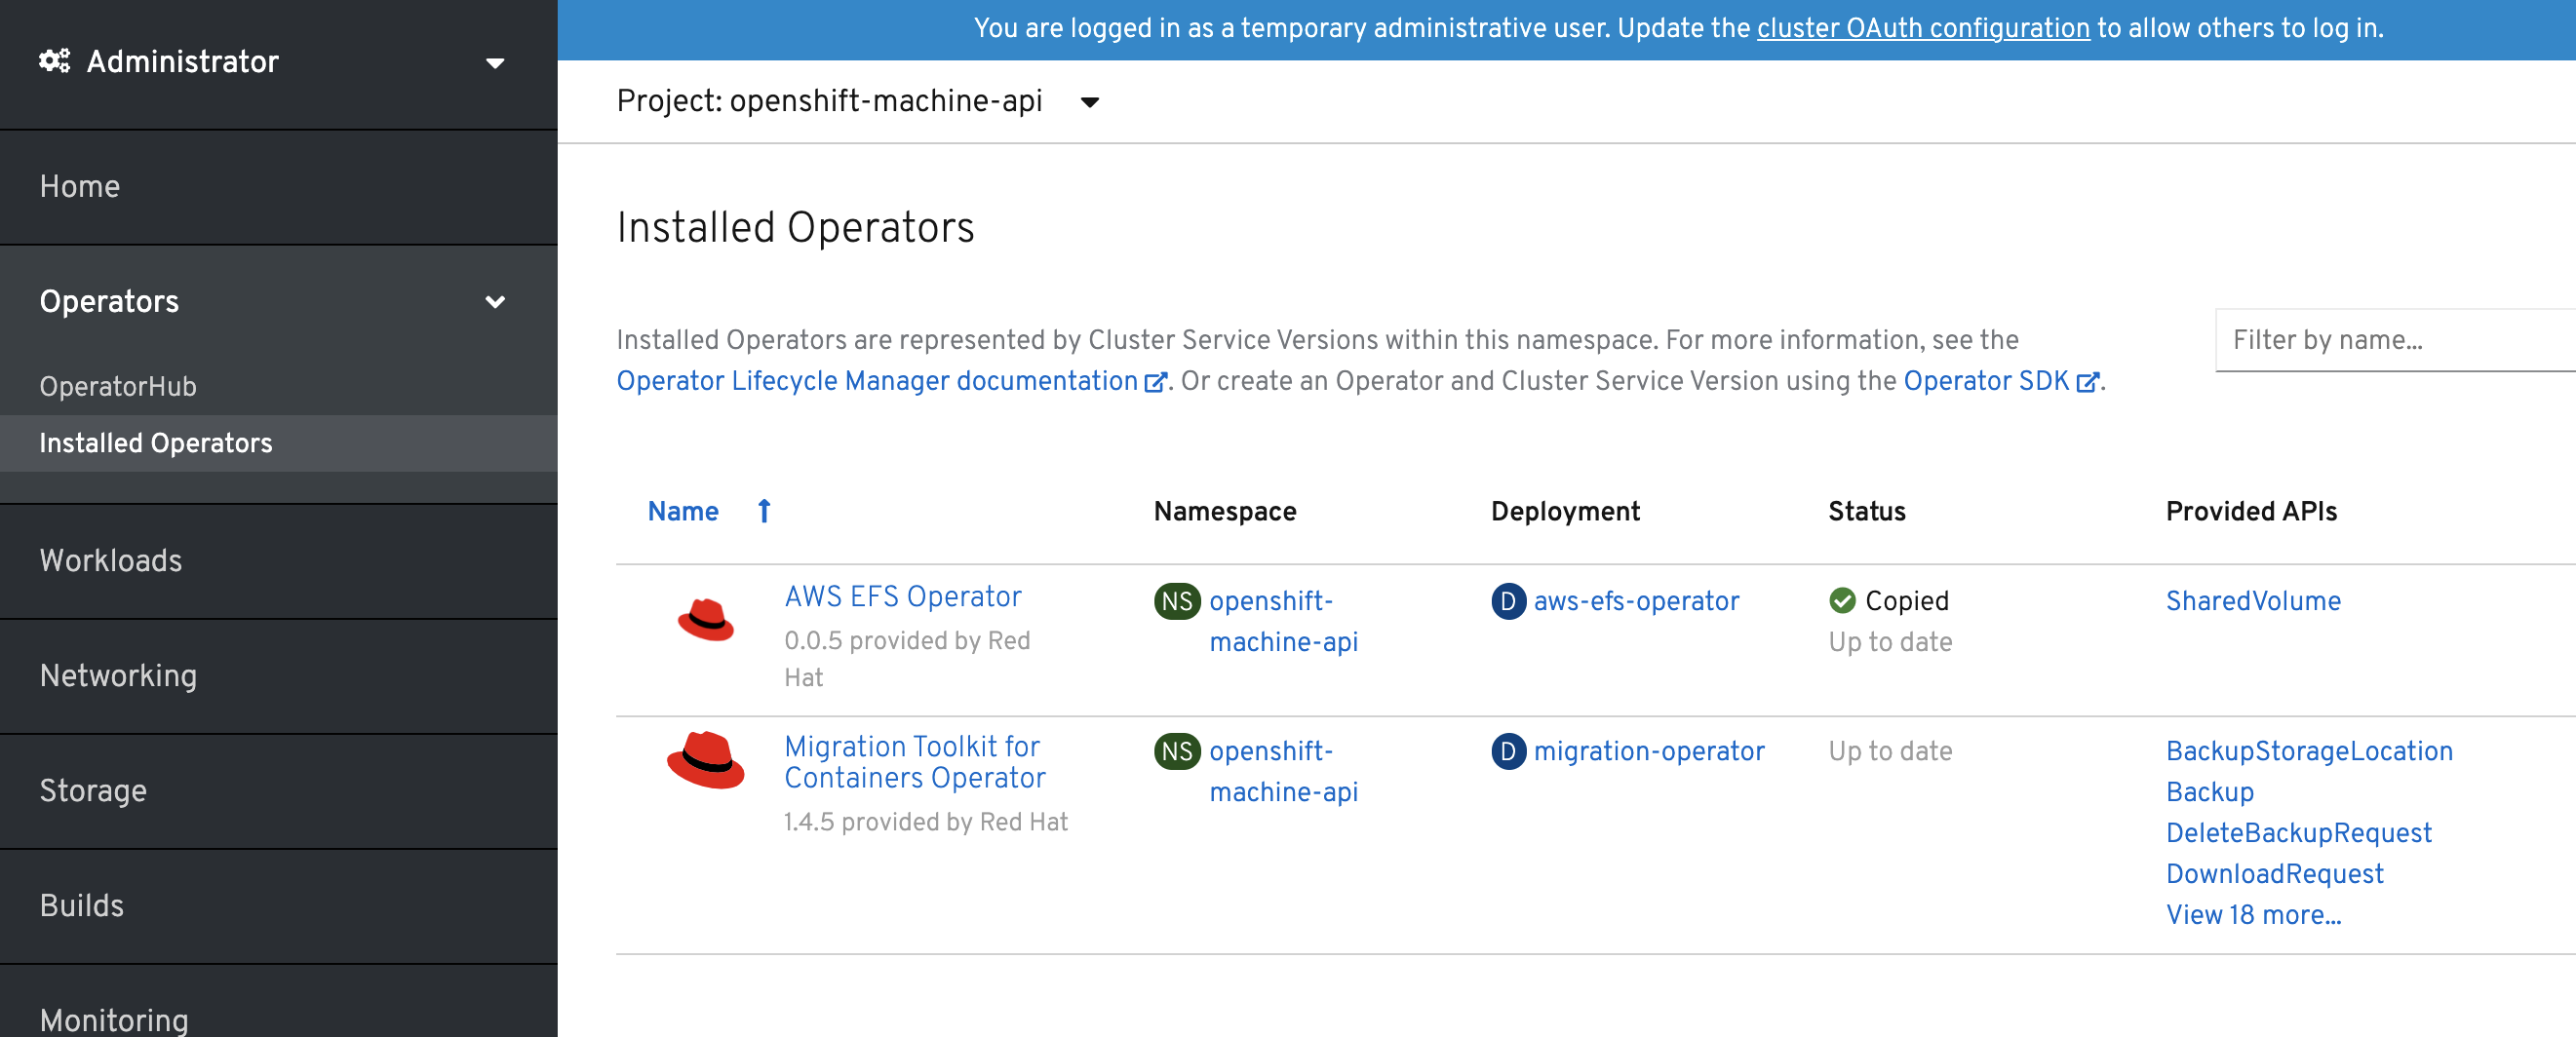 Administrator
Home
Operators
OperatorHub
Installed Operators
Workloads
Networking
Storage
Builds
Monitoring
You are logged in as a temporary administrative user. Update the cluster OAuth configuration to allow others to log in.
Project: openshift-machine-api
Installed Operators
Installed Operators are represented by Cluster Service Versions within this namespace. For more information, see the
Operator Lifecycle Manager documentation. Or create an Operator and Cluster Service Version using the Operator SDK.
Filter by name...
Name Namespace Deployment Status Provided APIs
AWS EFS Operator
0.0.5 provided by Red
Hat
NS openshift-
machine-api
D aws-efs-operator
Copied
Up to date
SharedVolume
Migration Toolkit for
Containers Operator
1.4.5 provided by Red Hat
NS openshift-
machine-api
D migration-operator
Up to date
BackupStorageLocation
Backup
DeleteBackupRequest
DownloadRequest
View 18 more...